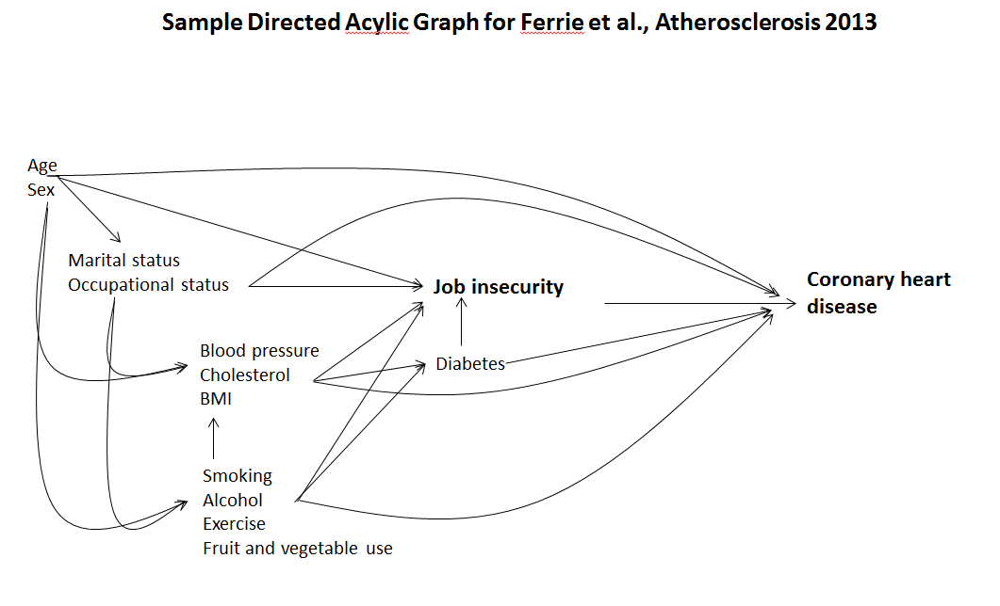 Sample Directed Acylic Graph for Ferrie et al., Atherosclerosis 2013
Age
Sex
Marital status
Occupational status
Job insecurity
Coronary heart
disease
Blood pressure
Cholesterol
BMI
Diabetes
Smoking
Alcohol
Exercise
Fruit and vegetable use